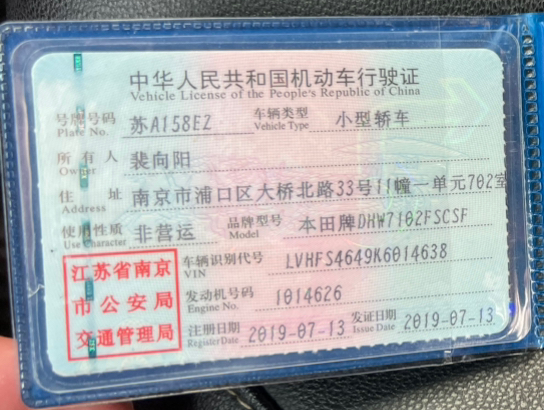 中华人民共和国机动车行驶证
Vehicle License of the People's Republic of China
号牌号码 Plate No. 苏A158E2 车辆类型 Vehicle Type 小型轿车
所有人 Owner 裴向阳
住址 Address 南京市浦口区大桥北路33号11幢一单元702室
使用性质 Use Character 非营运 品牌型号 Model 本田牌DHW7102FSCSF
车辆识别代号 VIN LVHFS4649K6014638
发动机号码 Engine No. 1014626
注册日期 Register Date 2019-07-13 发证日期 Issue Date 2019-07-13
江苏省南京
市公安局
交通管理局